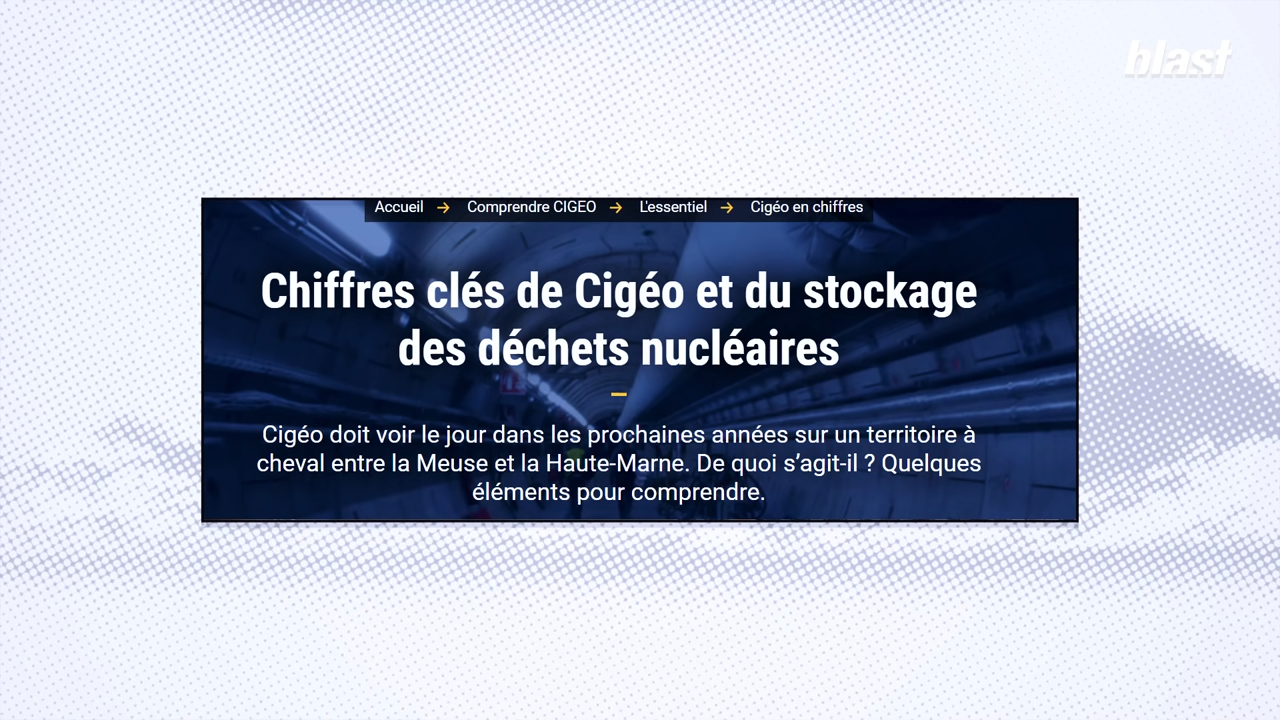 blast
Accueil → Comprendre CIGEO → L'essentiel → Cigéo en chiffres
Chiffres clés de Cigéo et du stockage
des déchets nucléaires
Cigéo doit voir le jour dans les prochaines années sur un territoire à
cheval entre la Meuse et la Haute-Marne. De quoi s’agit-il ? Quelques
éléments pour comprendre.